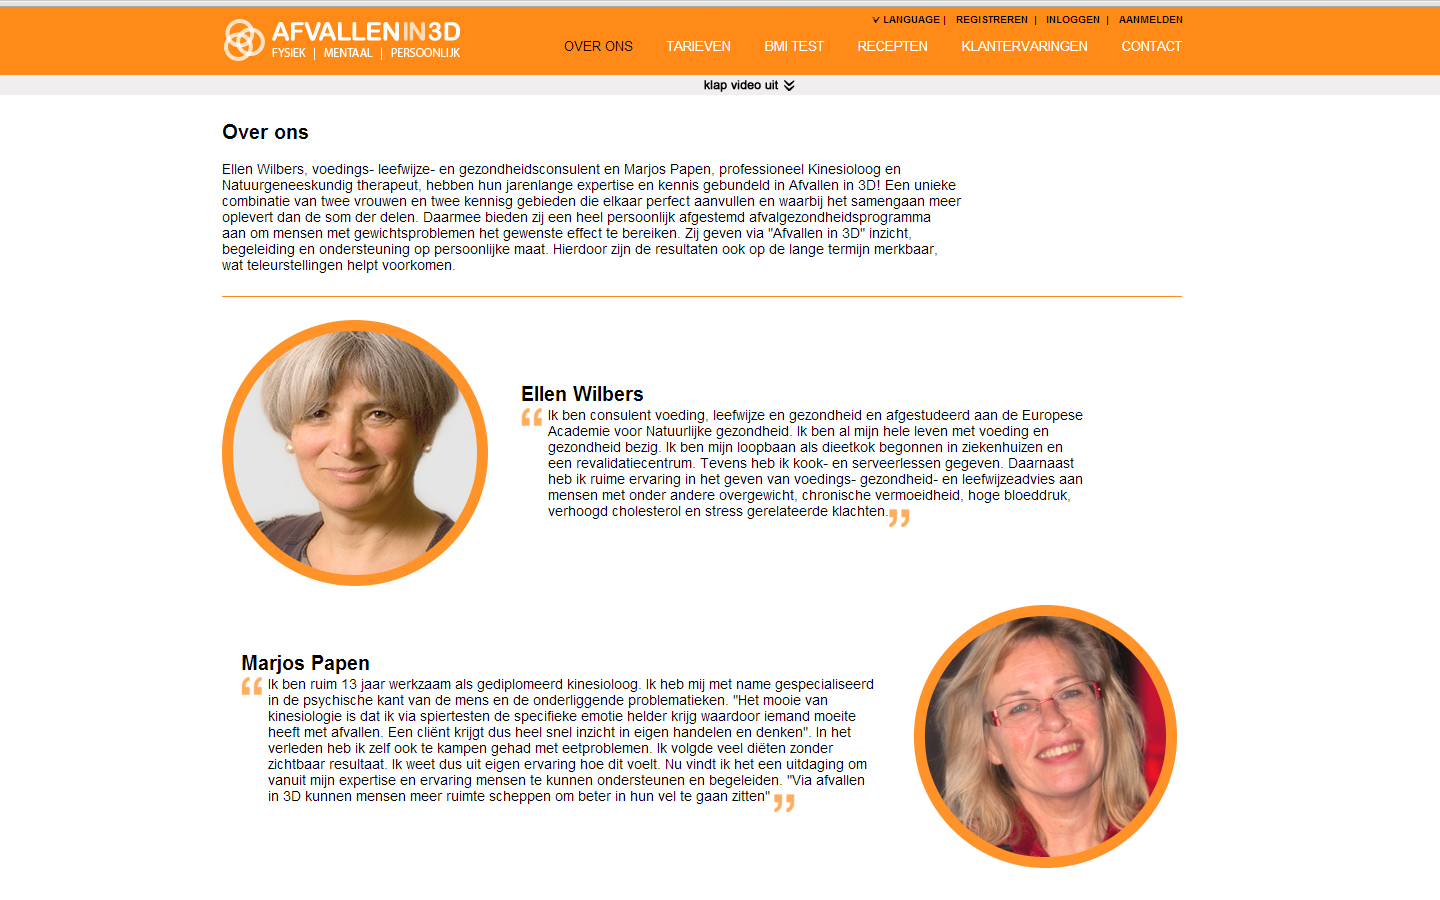 LANGUAGE | REGISTREREN | INLOGGEN | AANMELDEN
AFVALLENIN3D
FYSIEK | MENTAAL | PERSOONLIJK
OVER ONS TARIEVEN BMI TEST RECEPTEN KLANTERVARINGEN CONTACT
klap video uit
Over ons
Ellen Wilbers, voedings- leefwijze- en gezondheidsconsulent en Marjos Papen, professioneel Kinesioloog en
Natuurgeneeskundig therapeut, hebben hun jarenlange expertise en kennis gebundeld in Afvallen in 3D! Een unieke
combinatie van twee vrouwen en twee kennisg gebieden die elkaar perfect aanvullen en waarbij het samengaan meer
oplevert dan de som der delen. Daarmee bieden zij een heel persoonlijk afgestemd afvalgezondheidsprogramma
aan om mensen met gewichtsproblemen het gewenste effect te bereiken. Zij geven via "Afvallen in 3D" inzicht,
begeleiding en ondersteuning op persoonlijke maat. Hierdoor zijn de resultaten ook op de lange termijn merkbaar,
wat teleurstellingen helpt voorkomen.
Ellen Wilbers
“ Ik ben consulent voeding, leefwijze en gezondheid en afgestudeerd aan de Europese
Academie voor Natuurlijke gezondheid. Ik ben al mijn hele leven met voeding en
gezondheid bezig. Ik ben mijn loopbaan als dieetkok begonnen in ziekenhuizen en
een revalidatiecentrum. Tevens heb ik kook- en serveerlessen gegeven. Daarnaast
heb ik ruime ervaring in het geven van voedings- gezondheid- en leefwijzeadvies aan
mensen met onder andere overgewicht, chronische vermoeidheid, hoge bloeddruk,
verhoogd cholesterol en stress gerelateerde klachten. ”
Marjos Papen
“ Ik ben ruim 13 jaar werkzaam als gediplomeerd kinesioloog. Ik heb mij met name gespecialiseerd
in de psychische kant van de mens en de onderliggende problematieken. "Het mooie van
kinesiologie is dat ik via spiertesten de specifieke emotie helder krijg waardoor iemand moeite
heeft met afvallen. Een cliënt krijgt dus heel snel inzicht in eigen handelen en denken". In het
verleden heb ik zelf ook te kampen gehad met eetproblemen. Ik volgde veel diëten zonder
zichtbaar resultaat. Ik weet dus uit eigen ervaring hoe dit voelt. Nu vindt ik het een uitdaging om
vanuit mijn expertise en ervaring mensen te kunnen ondersteunen en begeleiden. "Via afvallen
in 3D kunnen mensen meer ruimte scheppen om beter in hun vel te gaan zitten" ”